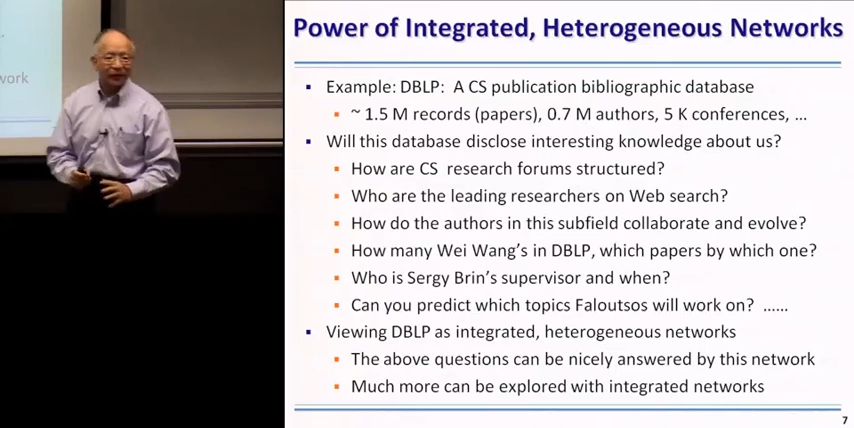 work
Power of Integrated, Heterogeneous Networks
Example: DBLP: A CS publication bibliographic database
~ 1.5 M records (papers), 0.7 M authors, 5 K conferences, …
Will this database disclose interesting knowledge about us?
How are CS research forums structured?
Who are the leading researchers on Web search?
How do the authors in this subfield collaborate and evolve?
How many Wei Wang's in DBLP, which papers by which one?
Who is Sergy Brin's supervisor and when?
Can you predict which topics Faloutsos will work on? ……
Viewing DBLP as integrated, heterogeneous networks
The above questions can be nicely answered by this network
Much more can be explored with integrated networks
7